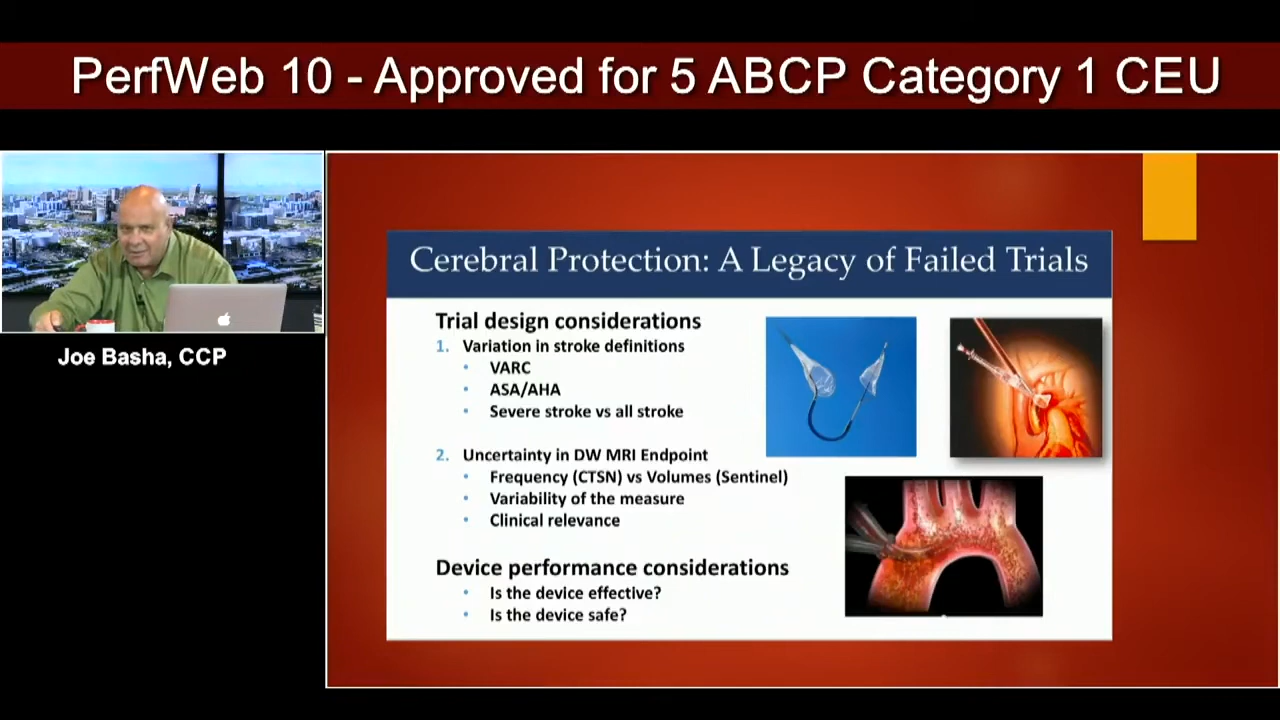 PerfWeb 10 - Approved for 5 ABCP Category 1 CEU
Joe Basha, CCP
Cerebral Protection: A Legacy of Failed Trials
Trial design considerations
1. Variation in stroke definitions
• VARC
• ASA/AHA
• Severe stroke vs all stroke
2. Uncertainty in DW MRI Endpoint
• Frequency (CTSN) vs Volumes (Sentinel)
• Variability of the measure
• Clinical relevance
Device performance considerations
• Is the device effective?
• Is the device safe?